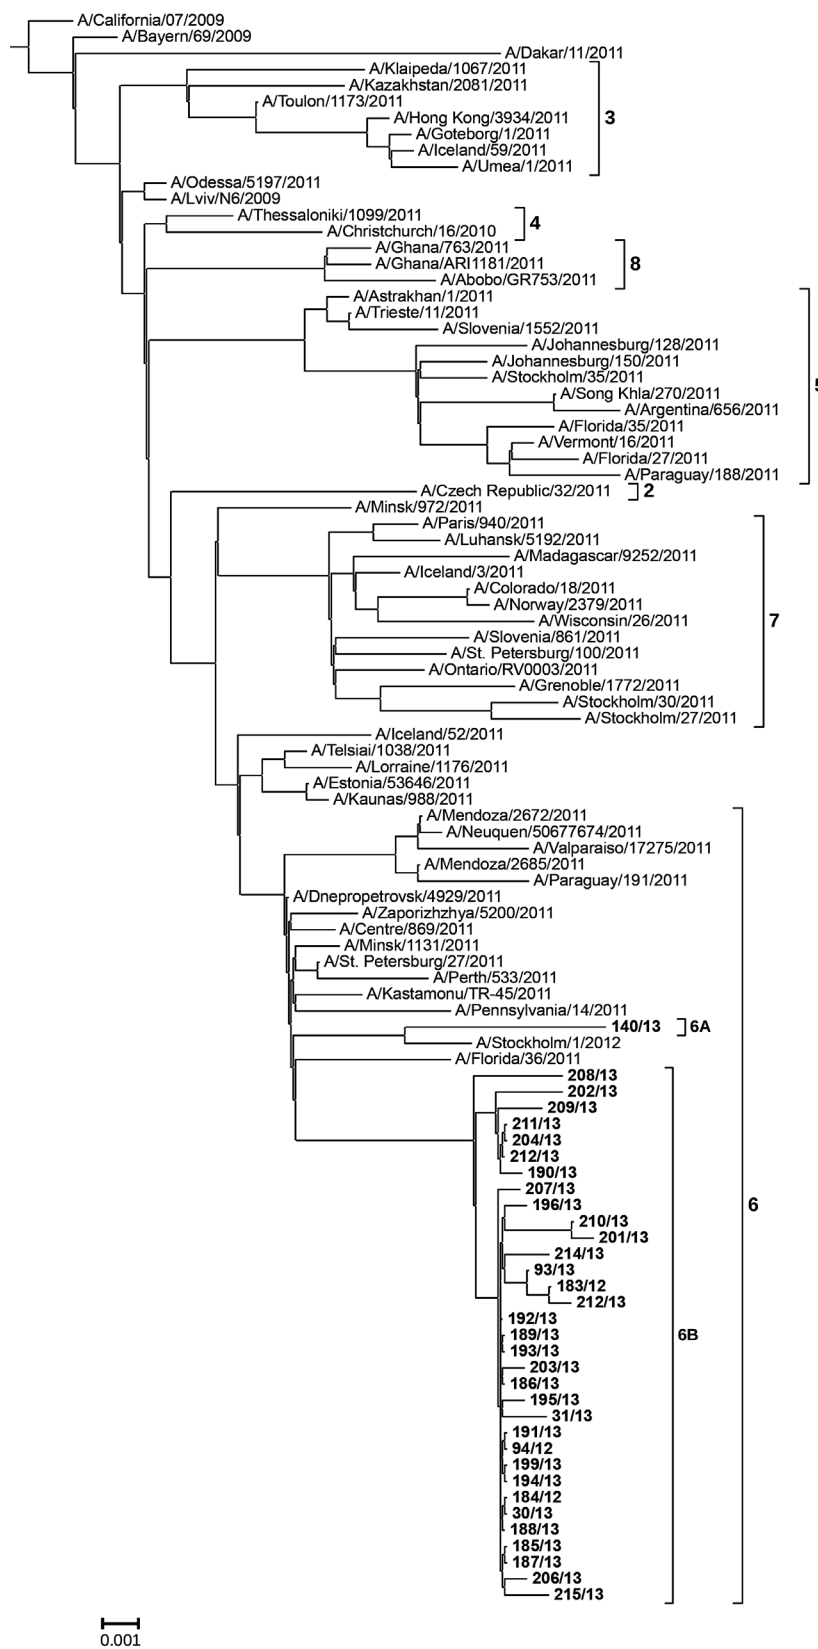 A/California/07/2009
A/Bayern/69/2009
A/Dakar/11/2011
A/Klaipeda/1067/2011
A/Kazakhstan/2081/2011
A/Toulon/1173/2011
A/Hong Kong/3934/2011
3
A/Goteborg/1/2011
A/Iceland/59/2011
A/Umea/1/2011
A/Odessa/5197/2011
A/Lviv/N6/2009
A/Thessaloniki/1099/2011
4
A/Christchurch/16/2010
A/Ghana/763/2011
A/Ghana/ARI1181/2011
8
A/Abobo/GR753/2011
A/Astrakhan/1/2011
A/Trieste/11/2011
A/Slovenia/1552/2011
A/Johannesburg/128/2011
A/Johannesburg/150/2011
A/Stockholm/35/2011
5
A/Song Khla/270/2011
A/Argentina/656/2011
A/Florida/35/2011
A/Vermont/16/2011
A/Florida/27/2011
A/Paraguay/188/2011
A/Czech Republic/32/2011 2
A/Minsk/972/2011
A/Paris/940/2011
A/Luhansk/5192/2011
A/Madagascar/9252/2011
A/Iceland/3/2011
A/Colorado/18/2011
A/Norway/2379/2011
A/Wisconsin/26/2011 7
A/Slovenia/861/2011
A/St. Petersburg/100/2011
A/Ontario/RV0003/2011
A/Grenoble/1772/2011
A/Stockholm/30/2011
A/Stockholm/27/2011
A/Iceland/52/2011
A/Telsiai/1038/2011
A/Lorraine/1176/2011
A/Estonia/53646/2011
A/Kaunas/988/2011
A/Mendoza/2672/2011
A/Neuquen/50677674/2011
A/Valparaiso/17275/2011
A/Mendoza/2685/2011
A/Paraguay/191/2011
A/Dnepropetrovsk/4929/2011
A/Zaporizhzhya/5200/2011
A/Centre/869/2011
A/Minsk/1131/2011
A/St. Petersburg/27/2011
A/Perth/533/2011
A/Kastamonu/TR-45/2011
A/Pennsylvania/14/2011
140/13 6A
A/Stockholm/1/2012
A/Florida/36/2011
208/13
202/13
209/13
211/13
204/13
212/13
190/13
207/13
196/13 6
210/13
201/13
214/13
93/13
183/12
212/13
192/13
189/13 6B
193/13
203/13
186/13
195/13
31/13
191/13
94/12
199/13
194/13
184/12
30/13
188/13
185/13
187/13
206/13
215/13
0.001